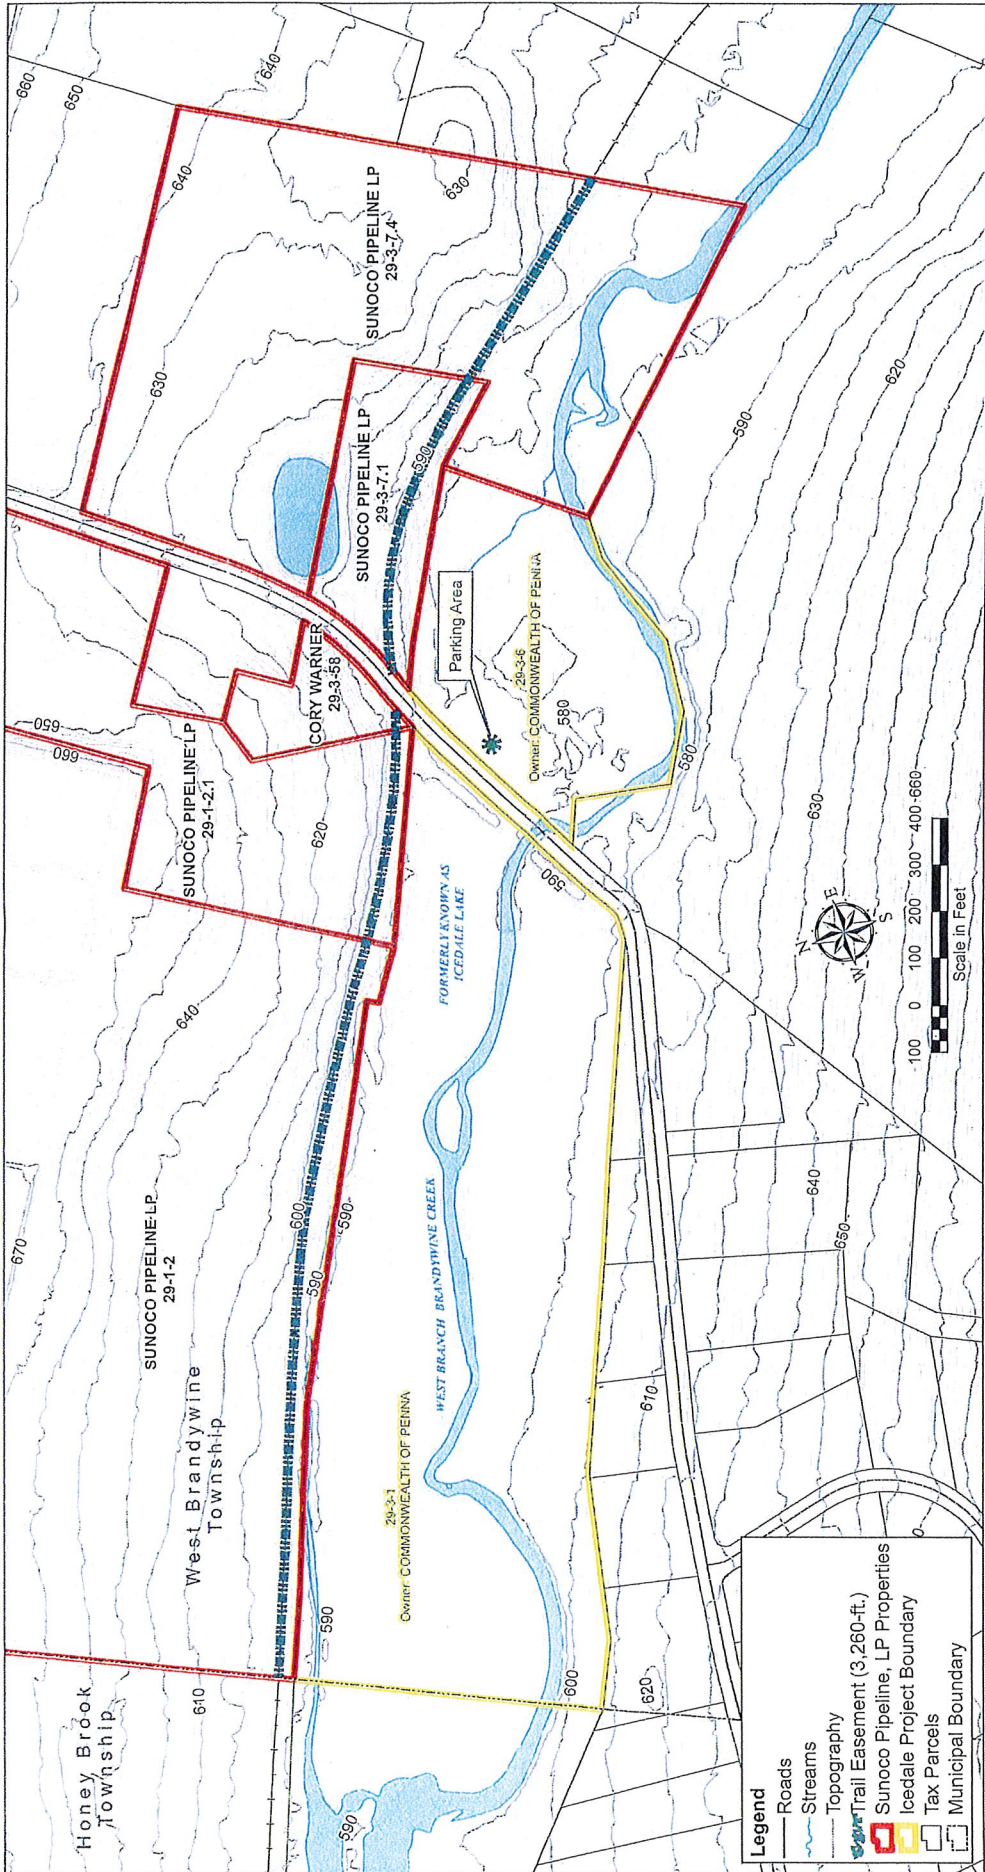 Honey Brook
Township
West Brandywine
Township
SUNOCO PIPELINE LP
29-1-2
SUNOCO PIPELINE LP
29-1-2.1
CORY WARNER
29-3-58
SUNOCO PIPELINE LP
29-3-7.1
SUNOCO PIPELINE LP
29-3-7.4
Parking Area
29-3-6
Owner: COMMONWEALTH OF PENNA
29-3-1
Owner: COMMONWEALTH OF PENNA
FORMERLY KNOWN AS
ICEDALE LAKE
WEST BRANCH BRANDYWINE CREEK
610
670
640
600
590
590
590
590
600
620
610
650
640
630
660
650
620
630
640
630
660
650
640
590
580
580
590
590
620
N
E
S
W
-100 0 100 200 300 400
660
Scale in Feet
Legend
Roads
Streams
Topography
Trail Easement (3,260-ft.)
Sunoco Pipeline, LP Properties
Icedale Project Boundary
Tax Parcels
Municipal Boundary